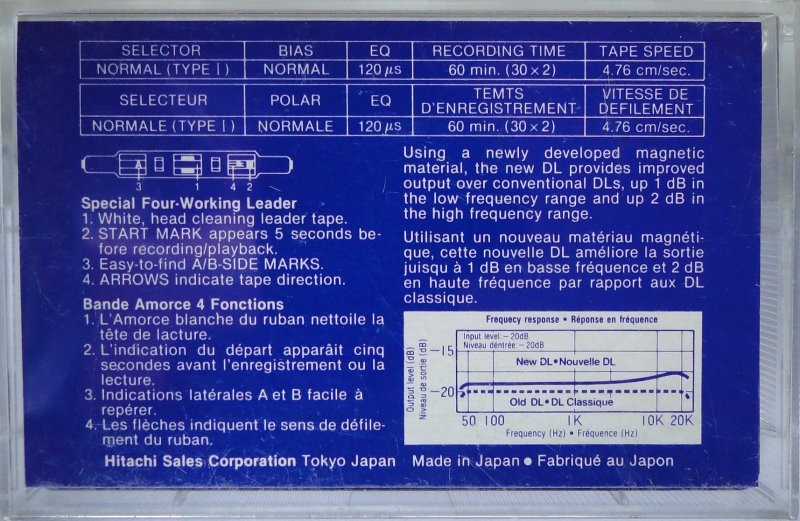 SELECTOR BIAS EQ RECORDING TIME TAPE SPEED
NORMAL (TYPE I) NORMAL 120 µs 60 min. (30×2) 4.76 cm/sec.
SELECTEUR POLAR EQ TEMTS D'ENREGISTREMENT VITESSE DE DEFILEMENT
NORMALE (TYPE I) NORMALE 120 µs 60 min. (30×2) 4.76 cm/sec.
A
3 1 4 2
Special Four-Working Leader
1. White, head cleaning leader tape.
2. START MARK appears 5 seconds be-
fore recording/playback.
3. Easy-to-find A/B-SIDE MARKS.
4. ARROWS indicate tape direction.
Bande Amorce 4 Fonctions
1. L'Amorce blanche du ruban nettoile la
tête de lacture.
2. L'indication du départ apparâit cinq
secondes avant l'enregistrement ou la
lecture.
3. Indications latérales A et B facile à
repérer.
4. Les flèches indiquent le sens de défile-
ment du ruban.
Using a newly developed magnetic
material, the new DL provides improved
output over conventional DLs, up 1 dB in
the low frequency range and up 2 dB in
the high frequency range.
Utilisant un nouveau matériau magnéti-
que, cette nouvelle DL améliore la sortie
juisqu à 1 dB en basse fréquence et 2 dB
en haute fréquence par rapport aux DL
classique.
Frequecy response • Réponse en fréquence
Output level (dB)
Niveau de sortie (dB)
Input level: −20dB
Niveau déntrée: −20dB
−15
New DL • Nouvelle DL
−20
Old DL • DL Classique
50 100 1K 10K 20K
Frequency (Hz) • Fréquence (Hz)
Hitachi Sales Corporation Tokyo Japan Made in Japan ● Fabriqué au Japon